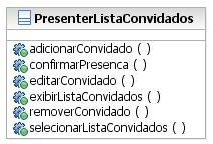 PresenterListaConvidados
adicionarConvidado ( )
confirmarPresenca ( )
editarConvidado ( )
exibirListaConvidados ( )
removerConvidado ( )
selecionarListaConvidados ( )